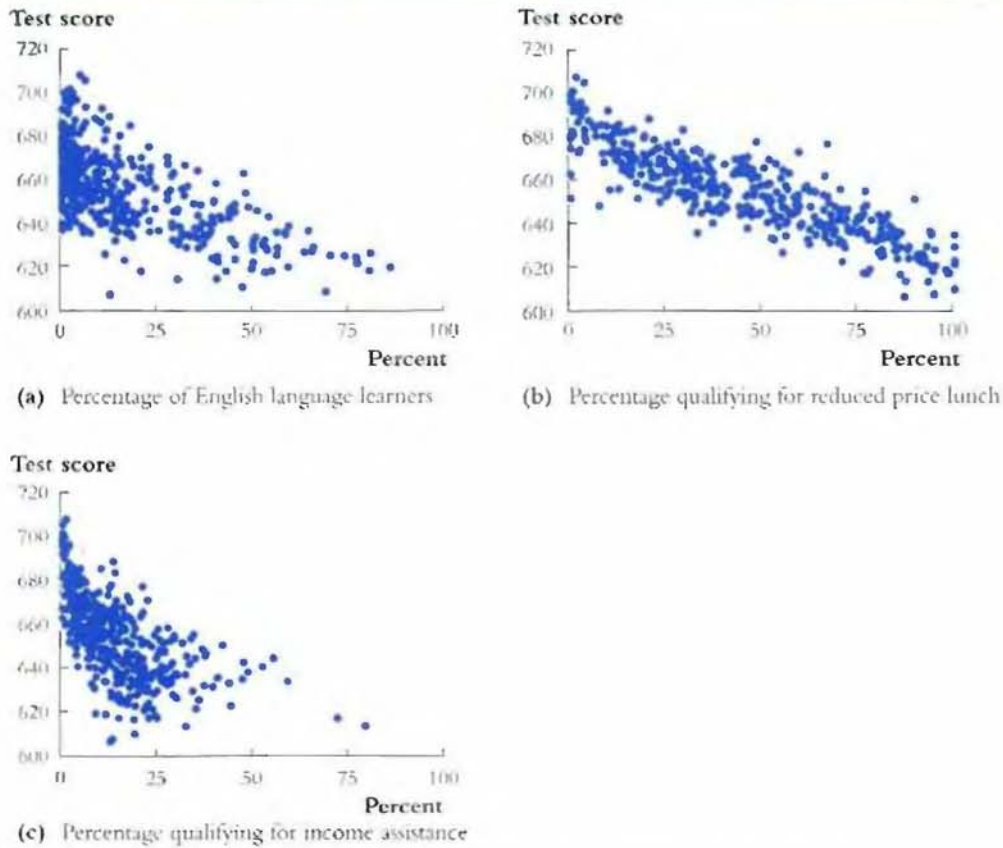 Test score
720
700
680
660
640
620
600
0 25 50 75 100
Percent
(a) Percentage of English language learners
Test score
720
700
680
660
640
620
600
0 25 50 75 100
Percent
(b) Percentage qualifying for reduced price lunch
Test score
720
700
680
660
640
620
600
0 25 50 75 100
Percent
(c) Percentage qualifying for income assistance